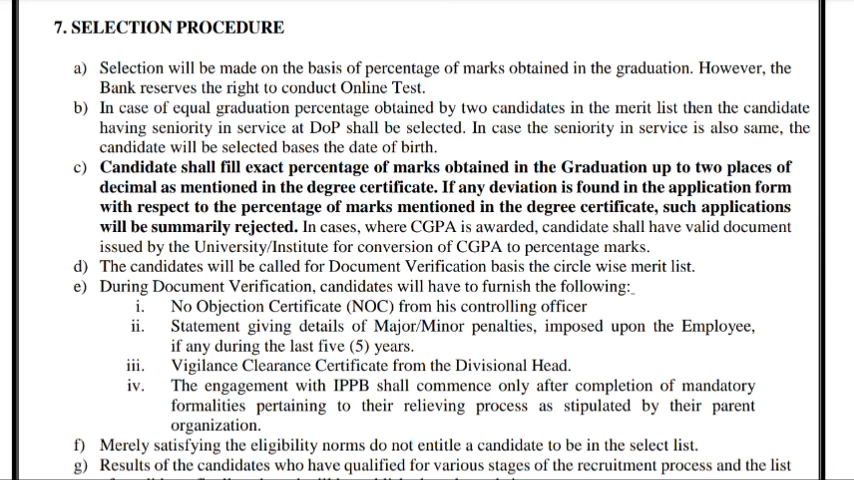 7. SELECTION PROCEDURE
a) Selection will be made on the basis of percentage of marks obtained in the graduation. However, the
Bank reserves the right to conduct Online Test.
b) In case of equal graduation percentage obtained by two candidates in the merit list then the candidate
having seniority in service at DoP shall be selected. In case the seniority in service is also same, the
candidate will be selected bases the date of birth.
c) Candidate shall fill exact percentage of marks obtained in the Graduation up to two places of
decimal as mentioned in the degree certificate. If any deviation is found in the application form
with respect to the percentage of marks mentioned in the degree certificate, such applications
will be summarily rejected. In cases, where CGPA is awarded, candidate shall have valid document
issued by the University/Institute for conversion of CGPA to percentage marks.
d) The candidates will be called for Document Verification basis the circle wise merit list.
e) During Document Verification, candidates will have to furnish the following:
i. No Objection Certificate (NOC) from his controlling officer
ii. Statement giving details of Major/Minor penalties, imposed upon the Employee,
if any during the last five (5) years.
iii. Vigilance Clearance Certificate from the Divisional Head.
iv. The engagement with IPPB shall commence only after completion of mandatory
formalities pertaining to their relieving process as stipulated by their parent
organization.
f) Merely satisfying the eligibility norms do not entitle a candidate to be in the select list.
g) Results of the candidates who have qualified for various stages of the recruitment process and the list